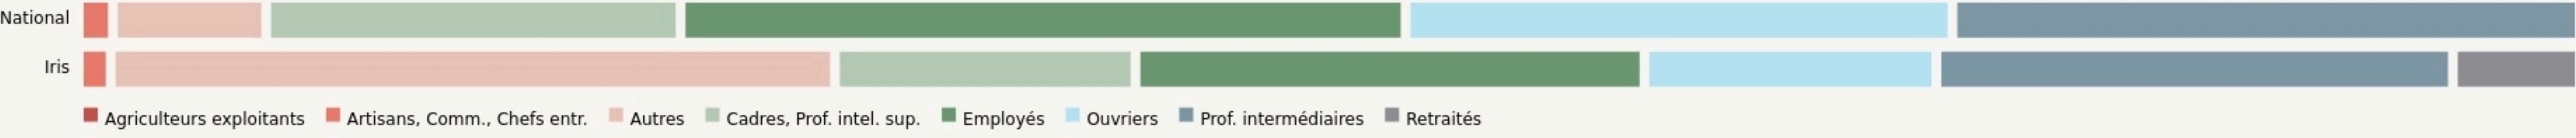 National
Iris
Agriculteurs exploitants Artisans, Comm., Chefs entr. Autres Cadres, Prof. intel. sup. Employés Ouvriers Prof. intermédiaires Retraités